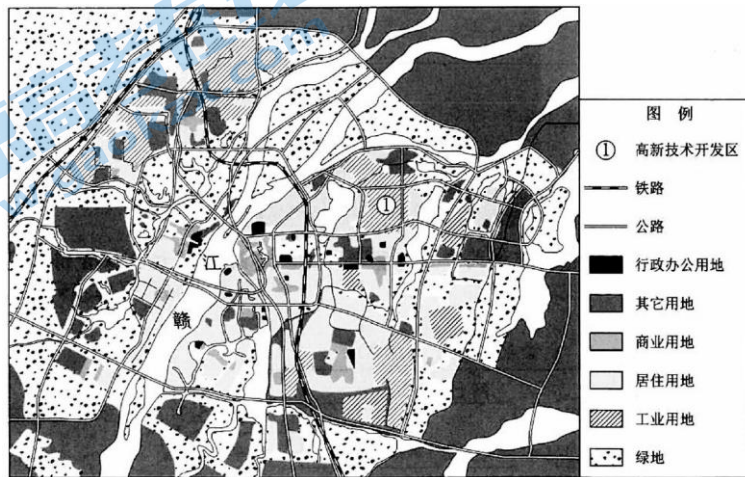 ①
江
赣
图 例
① 高新技术开发区
铁路
公路
行政办公用地
其它用地
商业用地
居住用地
工业用地
绿地